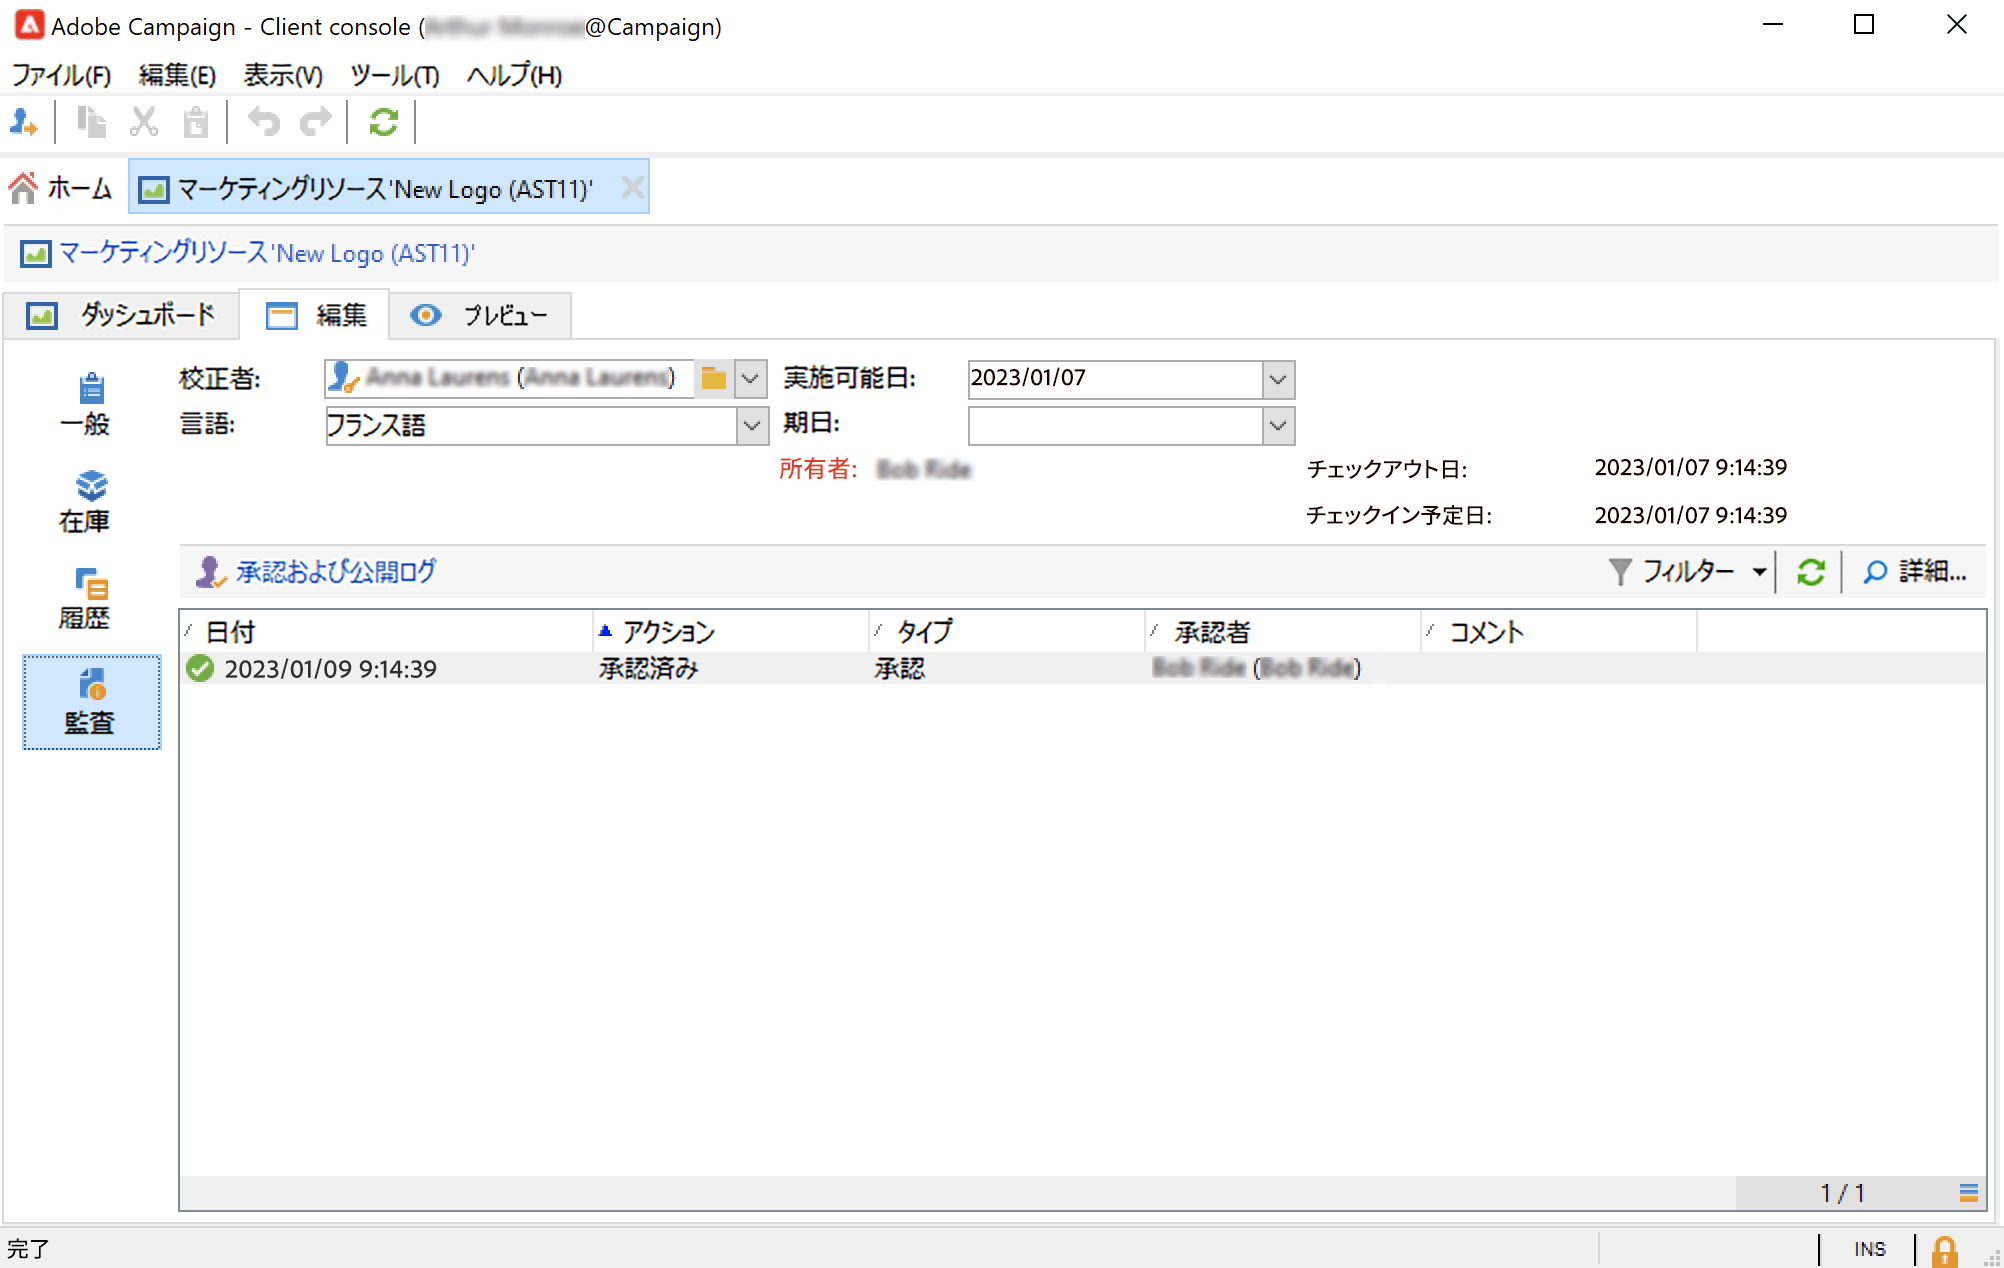 Adobe Campaign - Client console (@Campaign)
ファイル(F) 編集(E) 表示(V) ツール(T) ヘルプ(H)
ホーム マーケティングリソース'New Logo (AST11)'
マーケティングリソース'New Logo (AST11)'
ダッシュボード 編集 プレビュー
校正者: 実施可能日: 2023/01/07
言語: フランス語 期日:
所有者: チェックアウト日: 2023/01/07 9:14:39
チェックイン予定日: 2023/01/07 9:14:39
一般
在庫
履歴
監査
承認および公開ログ フィルター 詳細...
日付 アクション タイプ 承認者 コメント
2023/01/09 9:14:39 承認済み 承認
1 / 1
完了 INS